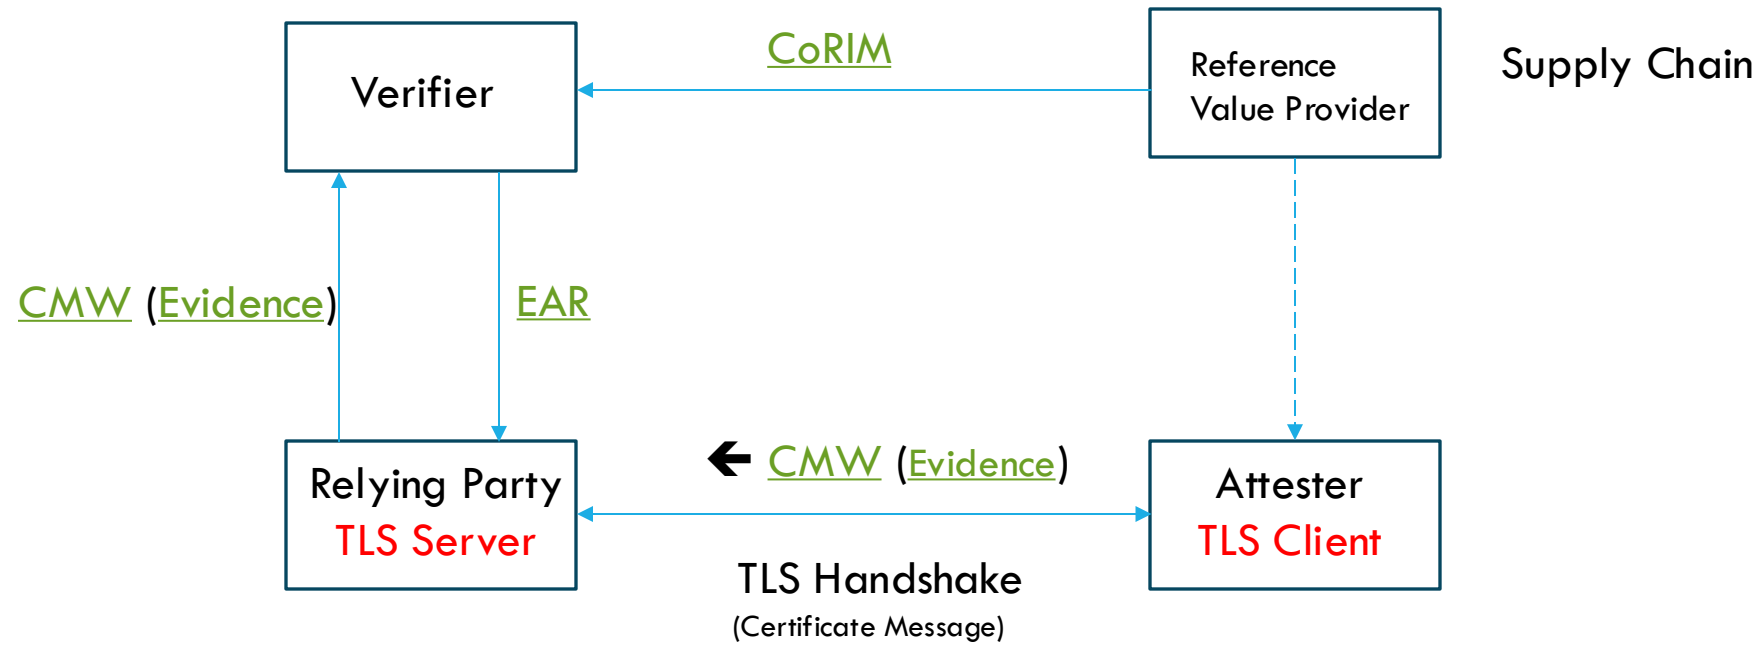 CoRIM
Verifier
Reference
Value Provider
Supply Chain
CMW (Evidence)
EAR
CMW (Evidence)
Relying Party
TLS Server
Attester
TLS Client
TLS Handshake
(Certificate Message)